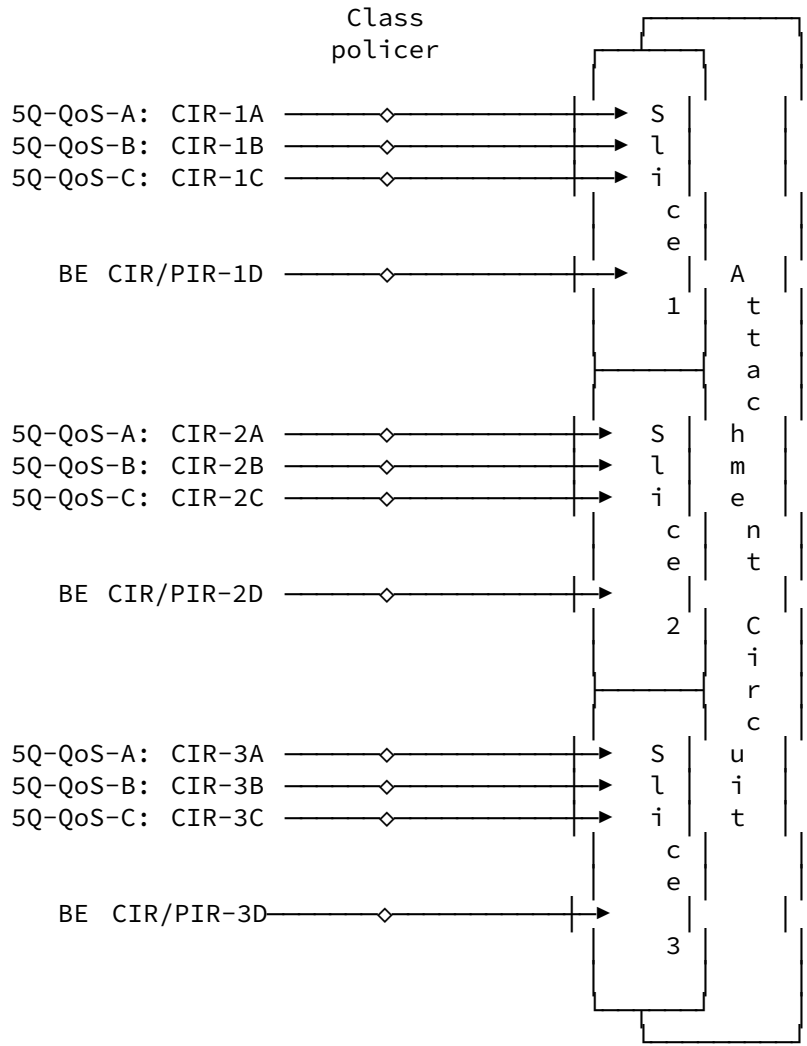 Class
policer
5Q-QoS-A: CIR-1A
5Q-QoS-B: CIR-1B
5Q-QoS-C: CIR-1C
BE CIR/PIR-1D
Slice 1
5Q-QoS-A: CIR-2A
5Q-QoS-B: CIR-2B
5Q-QoS-C: CIR-2C
BE CIR/PIR-2D
Slice 2
5Q-QoS-A: CIR-3A
5Q-QoS-B: CIR-3B
5Q-QoS-C: CIR-3C
BE CIR/PIR-3D
Slice 3
Attachment Circuit